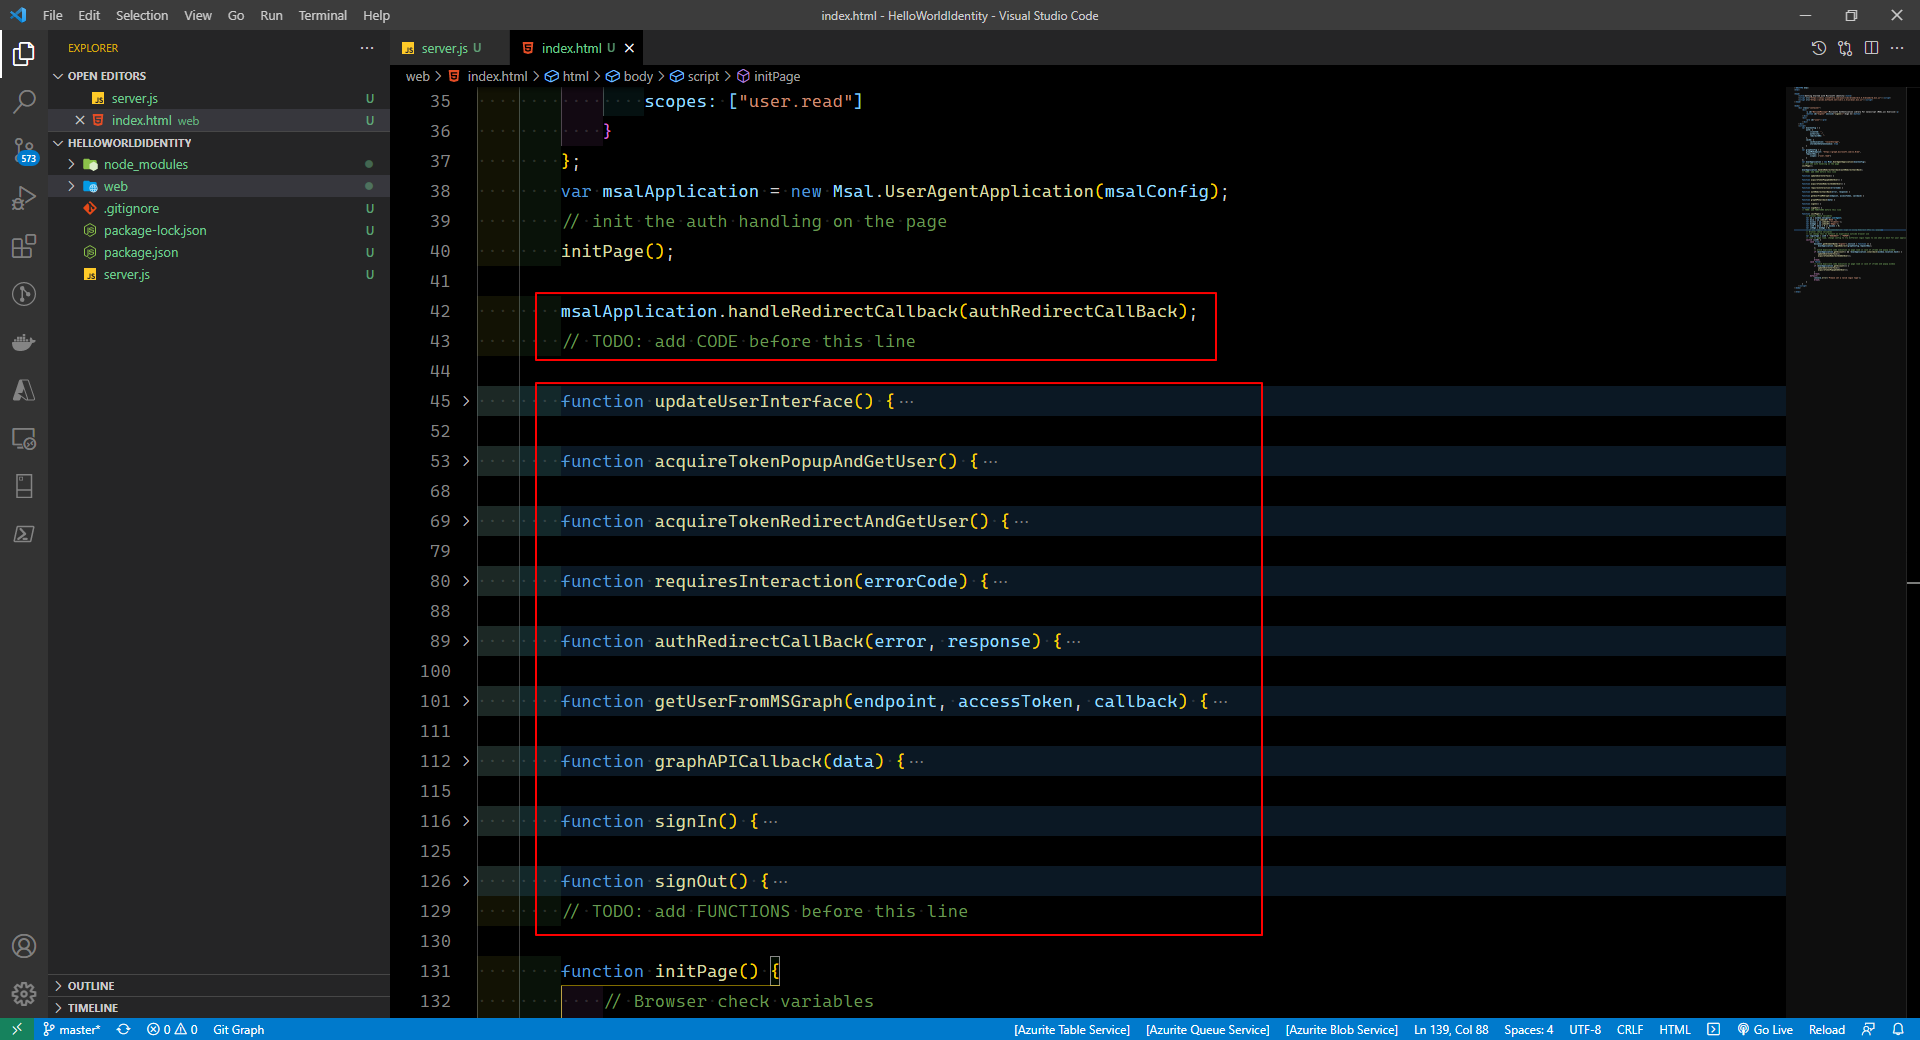 File Edit Selection View Go Run Terminal Help
index.html - HelloWorldIdentity - Visual Studio Code
EXPLORER
OPEN EDITORS
server.js U
index.html web U
HELLOWORLDIDENTITY
node_modules
web
.gitignore U
package-lock.json U
package.json U
server.js U
OUTLINE
TIMELINE
573
server.js U
index.html U
web > index.html > html > body > script > initPage
35 scopes: ["user.read"]
36 }
37 };
38 var msalApplication = new Msal.UserAgentApplication(msalConfig);
39 // init the auth handling on the page
40 initPage();
41
42 msalApplication.handleRedirectCallback(authRedirectCallBack);
43 // TODO: add CODE before this line
44
45 function updateUserInterface() {···
52
53 function acquireTokenPopupAndGetUser() {···
68
69 function acquireTokenRedirectAndGetUser() {···
79
80 function requiresInteraction(errorCode) {···
88
89 function authRedirectCallBack(error, response) {···
100
101 function getUserFromMSGraph(endpoint, accessToken, callback) {···
111
112 function graphAPICallback(data) {···
115
116 function signIn() {···
125
126 function signOut() {···
129 // TODO: add FUNCTIONS before this line
130
131 function initPage() {
132 // Browser check variables
master* 0 0 Git Graph [Azurite Table Service] [Azurite Queue Service] [Azurite Blob Service] Ln 139, Col 88 Spaces: 4 UTF-8 CRLF HTML Go Live Reload